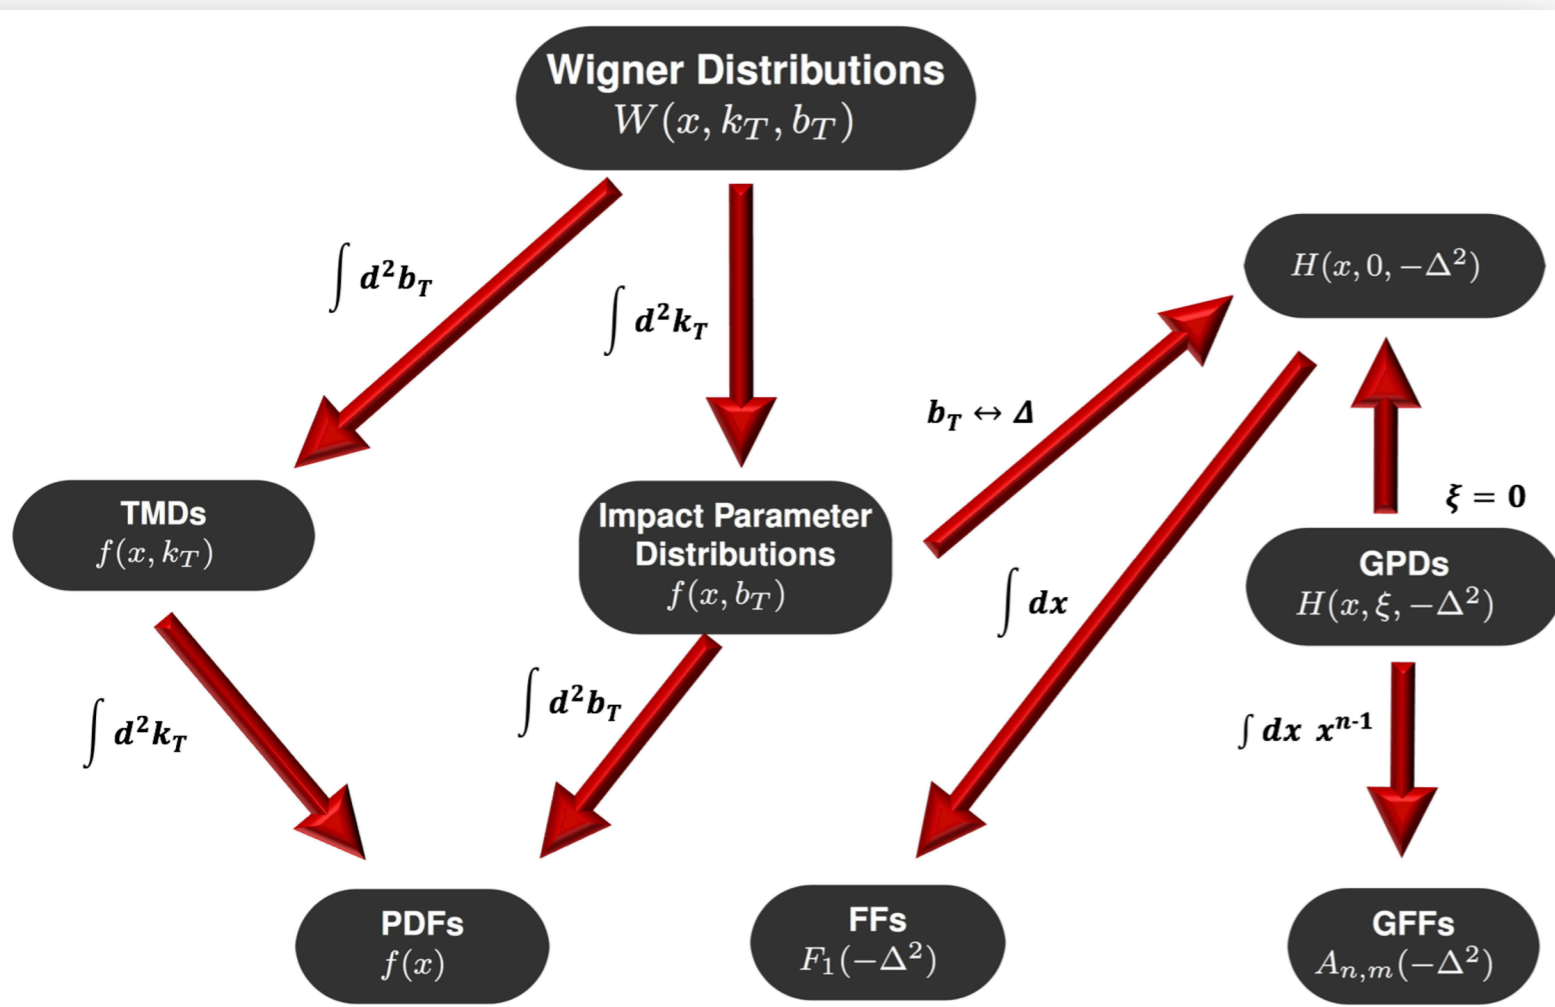 Wigner Distributions
W(x, k_T, b_T)
∫ d²b_T
∫ d²k_T
H(x, 0, −Δ²)
b_T ↔ Δ
TMDs
f(x, k_T)
Impact Parameter
Distributions
f(x, b_T)
ξ = 0
GPDs
H(x, ξ, −Δ²)
∫ dx
∫ d²k_T
∫ d²b_T
∫ dx x^{n-1}
PDFs
f(x)
FFs
F₁(−Δ²)
GFFs
A_{n,m}(−Δ²)